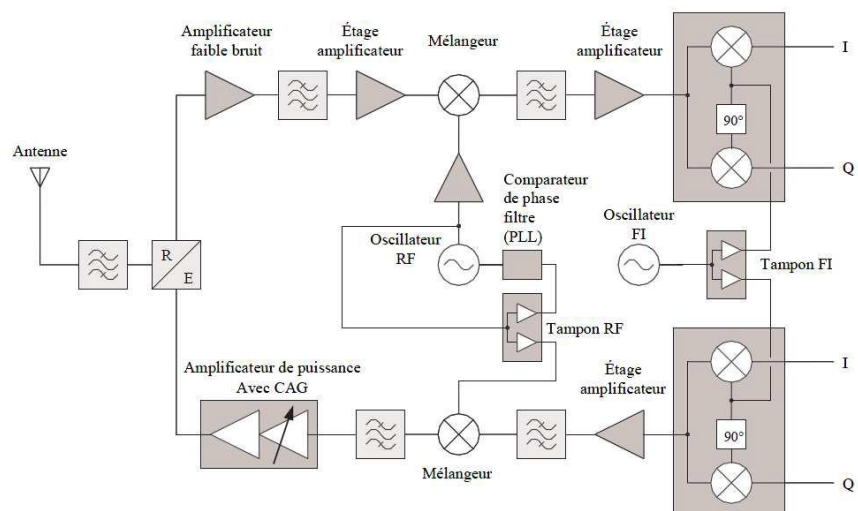 Amplificateur
faible bruit
Étage
amplificateur
Mélangeur
Étage
amplificateur
I
90°
Q
Antenne
R
E
Comparateur
de phase
filtre
(PLL)
Oscillateur
RF
Oscillateur
FI
Tampon FI
Tampon RF
Amplificateur de puissance
Avec CAG
Mélangeur
Étage
amplificateur
I
90°
Q